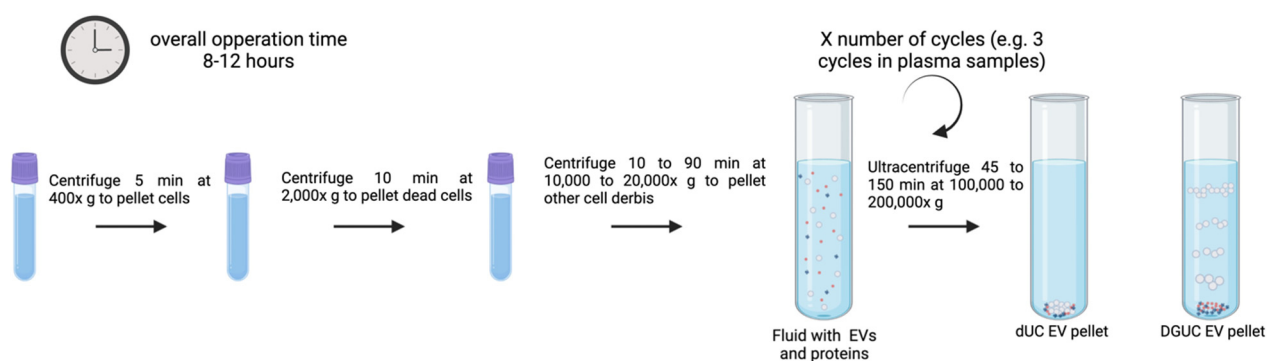 overall opperation time
8-12 hours
X number of cycles (e.g. 3
cycles in plasma samples)
Centrifuge 5 min at
400x g to pellet cells
Centrifuge 10 min at
2,000x g to pellet dead cells
Centrifuge 10 to 90 min at
10,000 to 20,000x g to pellet
other cell derbis
Ultracentrifuge 45 to
150 min at 100,000 to
200,000x g
Fluid with EVs
and proteins
dUC EV pellet
DGUC EV pellet